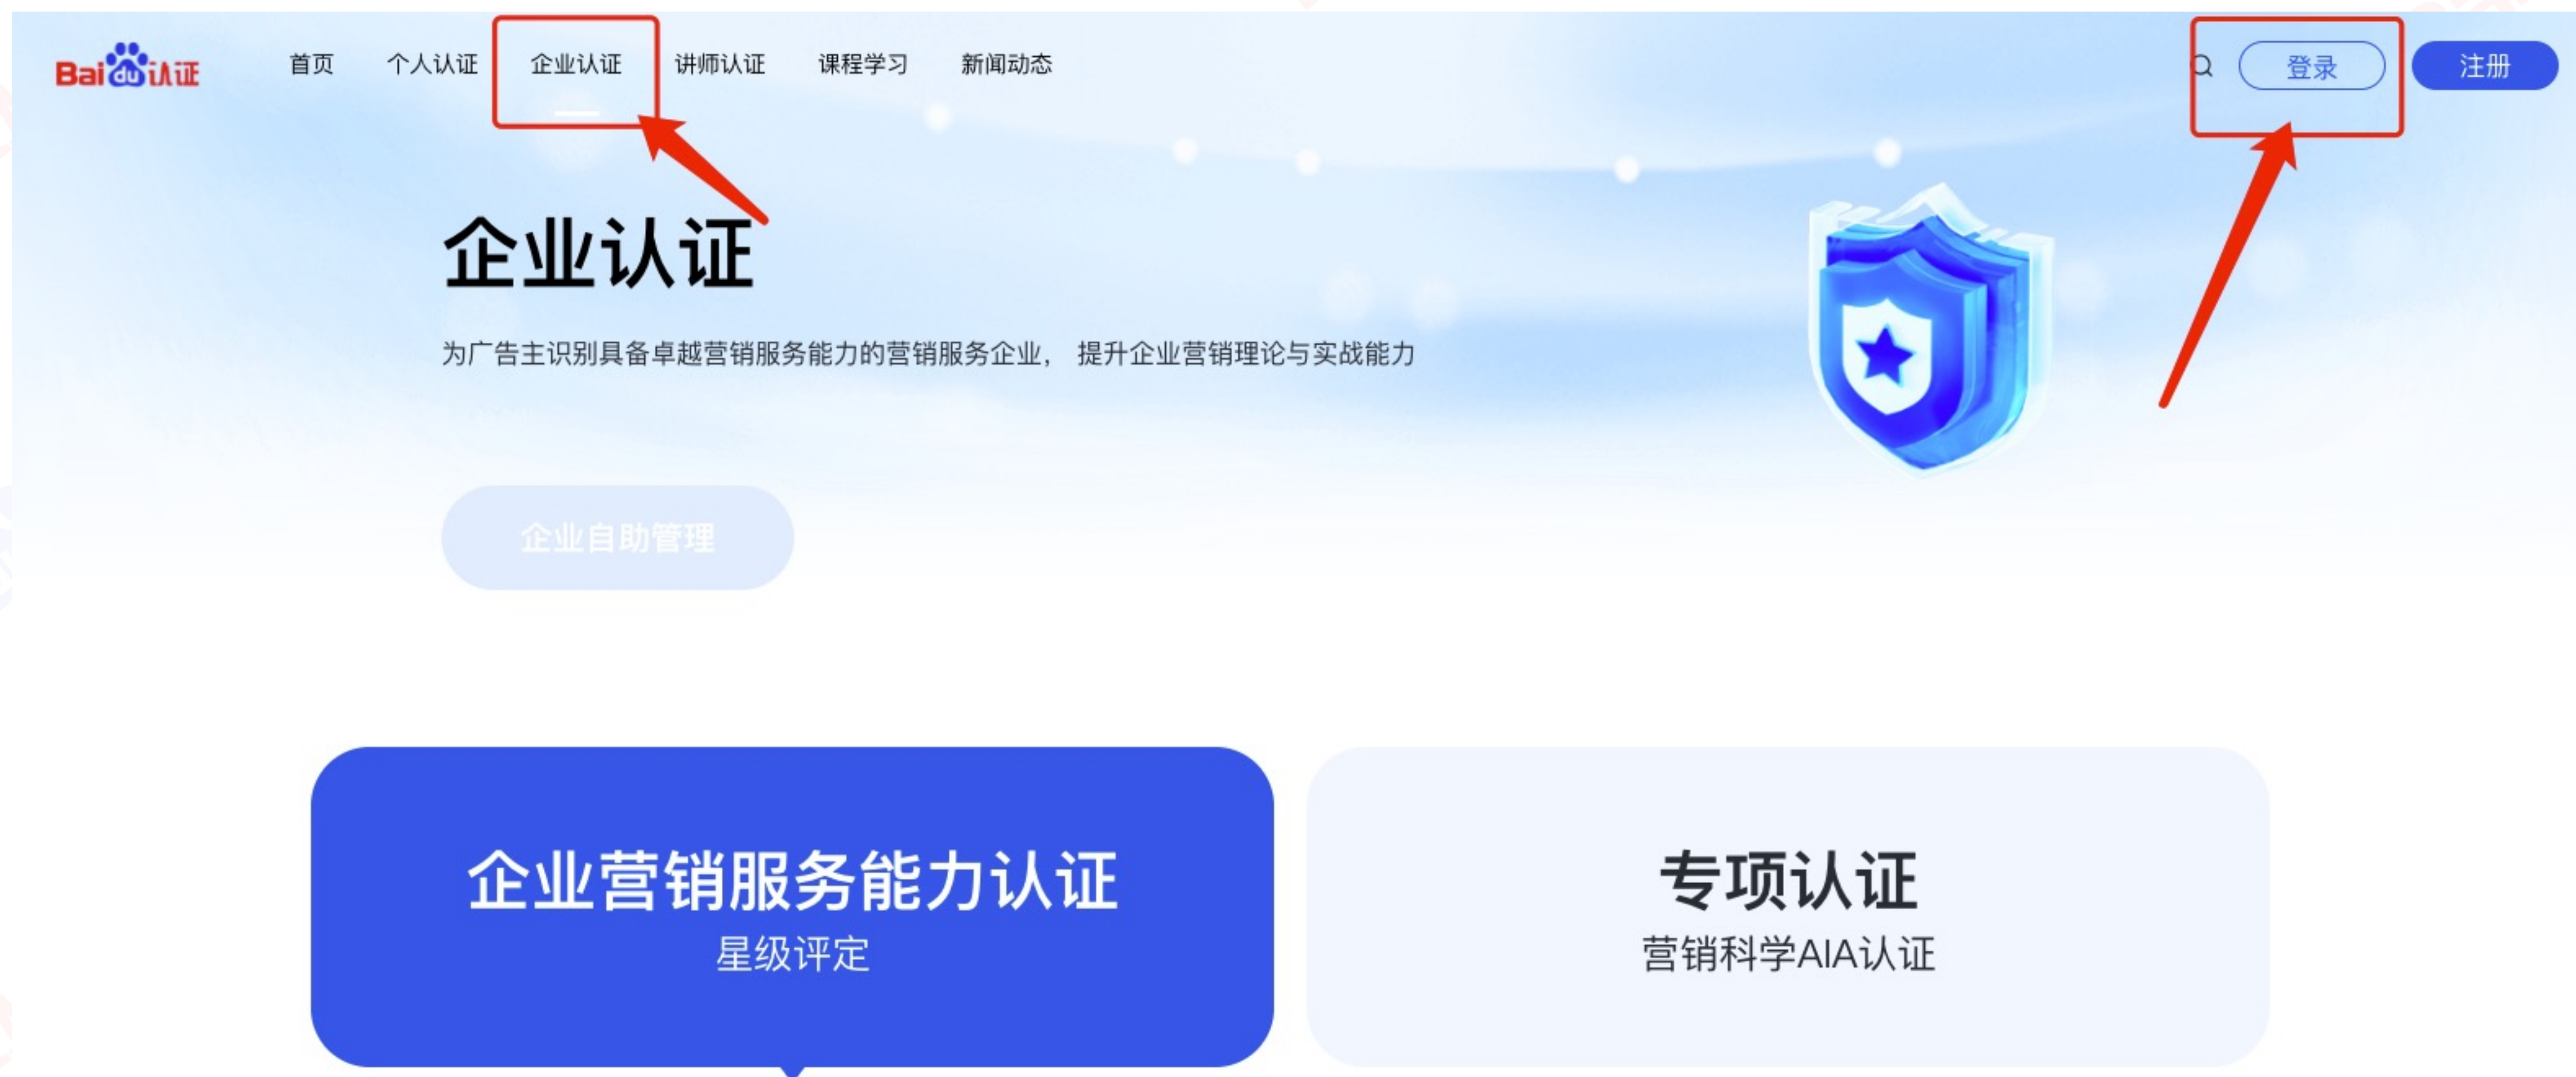 Baidu认证
首页 个人认证 企业认证 讲师认证 课程学习 新闻动态 登录 注册
企业认证
为广告主识别具备卓越营销服务能力的营销服务企业， 提升企业营销理论与实战能力
企业自助管理
企业营销服务能力认证
星级评定
专项认证
营销科学AIA认证